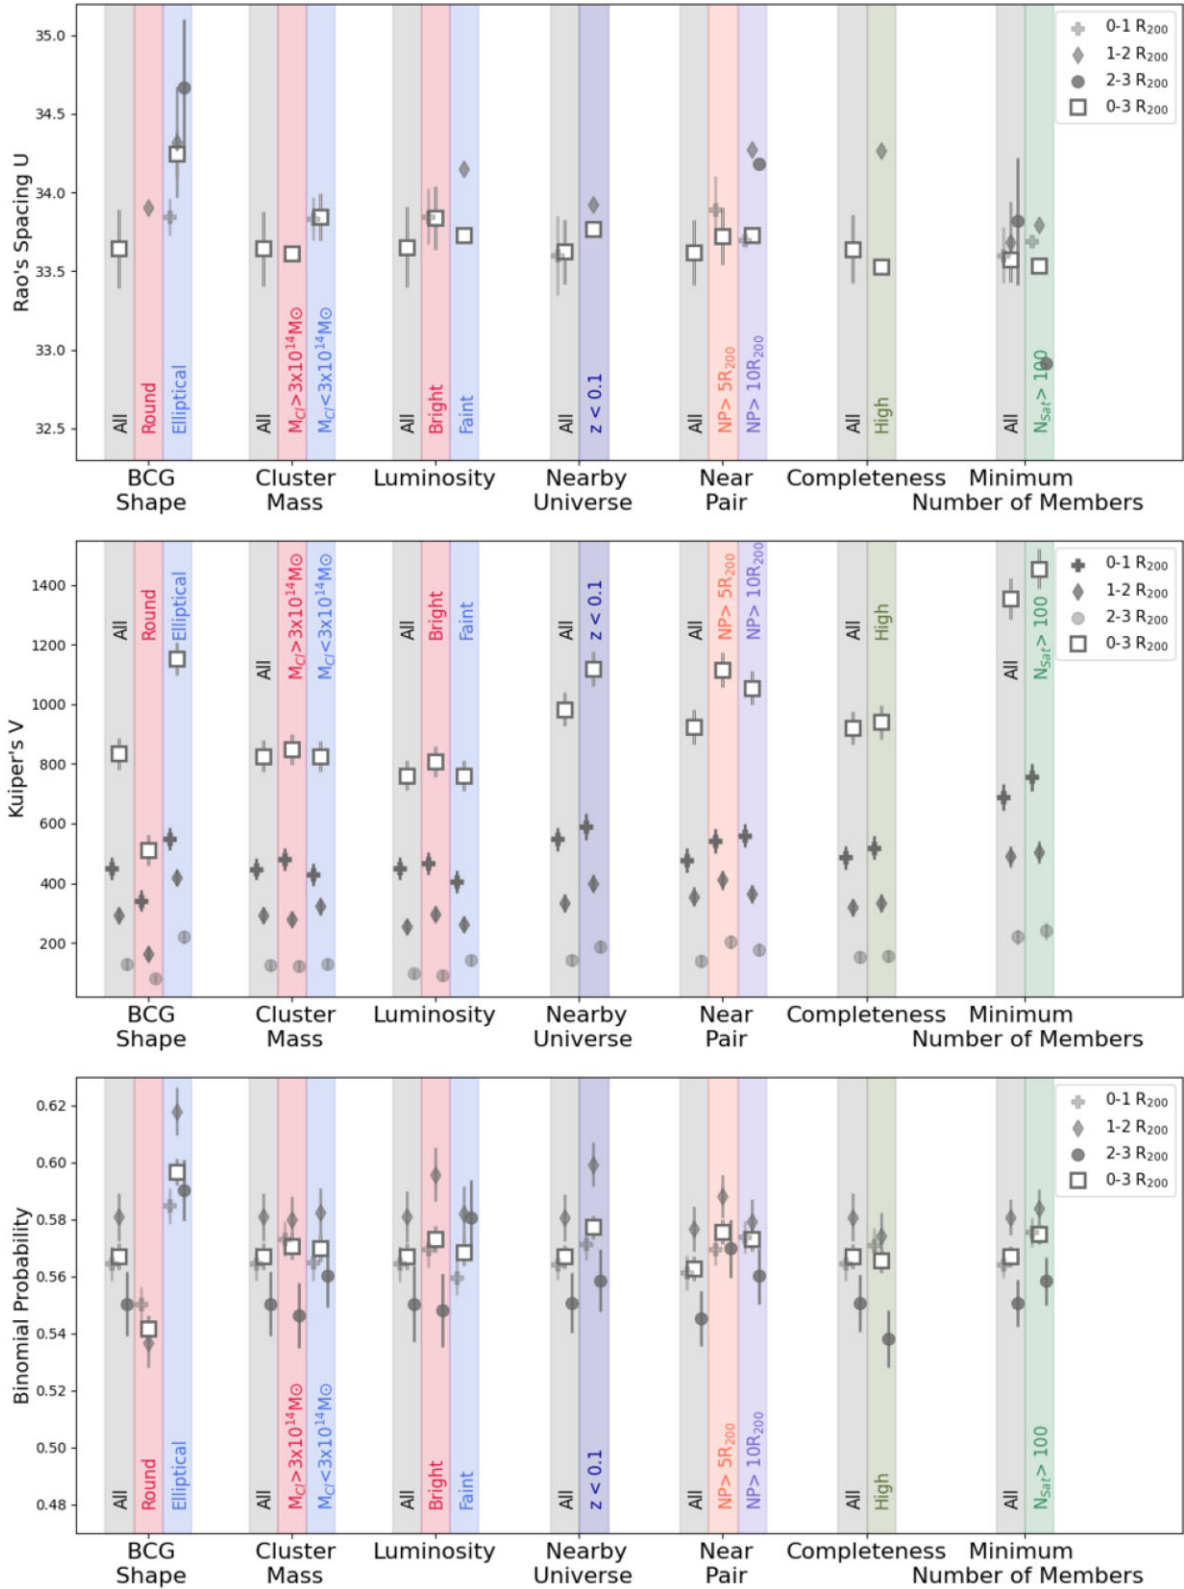 35.0
34.5
34.0
33.5
33.0
32.5
Rao's Spacing U
0-1 R₂₀₀
1-2 R₂₀₀
2-3 R₂₀₀
0-3 R₂₀₀
All
Round
Elliptical
All
M_Cl>3x10¹⁴M⊙
M_Cl<3x10¹⁴M⊙
All
Bright
Faint
All
z < 0.1
All
NP> 5R₂₀₀
NP> 10R₂₀₀
All
High
All
N_Sat> 100
BCG
Shape
Cluster
Mass
Luminosity
Nearby
Universe
Near
Pair
Completeness
Minimum
Number of Members
1400
1200
1000
800
600
400
200
Kuiper's V
0-1 R₂₀₀
1-2 R₂₀₀
2-3 R₂₀₀
0-3 R₂₀₀
All
Round
Elliptical
All
M_Cl>3x10¹⁴M⊙
M_Cl<3x10¹⁴M⊙
All
Bright
Faint
All
z < 0.1
All
NP> 5R₂₀₀
NP> 10R₂₀₀
All
High
All
N_Sat> 100
BCG
Shape
Cluster
Mass
Luminosity
Nearby
Universe
Near
Pair
Completeness
Minimum
Number of Members
0.62
0.60
0.58
0.56
0.54
0.52
0.50
0.48
Binomial Probability
0-1 R₂₀₀
1-2 R₂₀₀
2-3 R₂₀₀
0-3 R₂₀₀
All
Round
Elliptical
All
M_Cl>3x10¹⁴M⊙
M_Cl<3x10¹⁴M⊙
All
Bright
Faint
All
z < 0.1
All
NP> 5R₂₀₀
NP> 10R₂₀₀
All
High
All
N_Sat> 100
BCG
Shape
Cluster
Mass
Luminosity
Nearby
Universe
Near
Pair
Completeness
Minimum
Number of Members